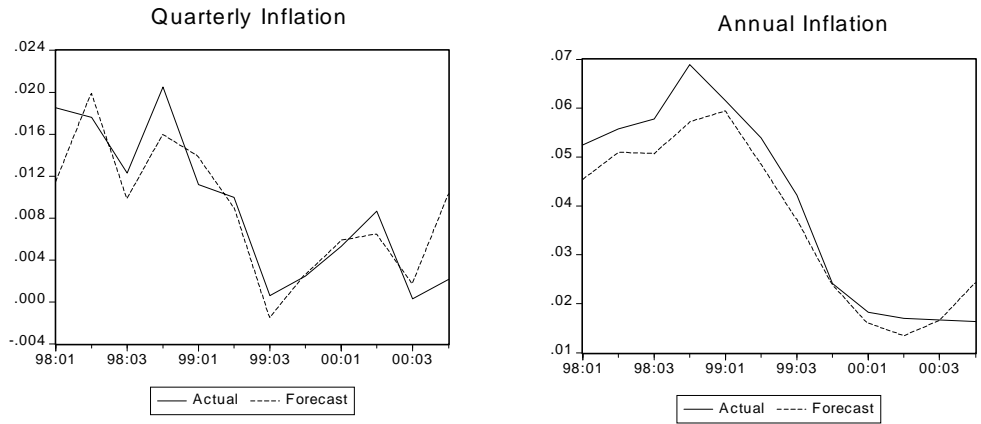 Quarterly Inflation
.024
.020
.016
.012
.008
.004
.000
-.004
98:01 98:03 99:01 99:03 00:01 00:03
Actual Forecast
Annual Inflation
.07
.06
.05
.04
.03
.02
.01
98:01 98:03 99:01 99:03 00:01 00:03
Actual Forecast